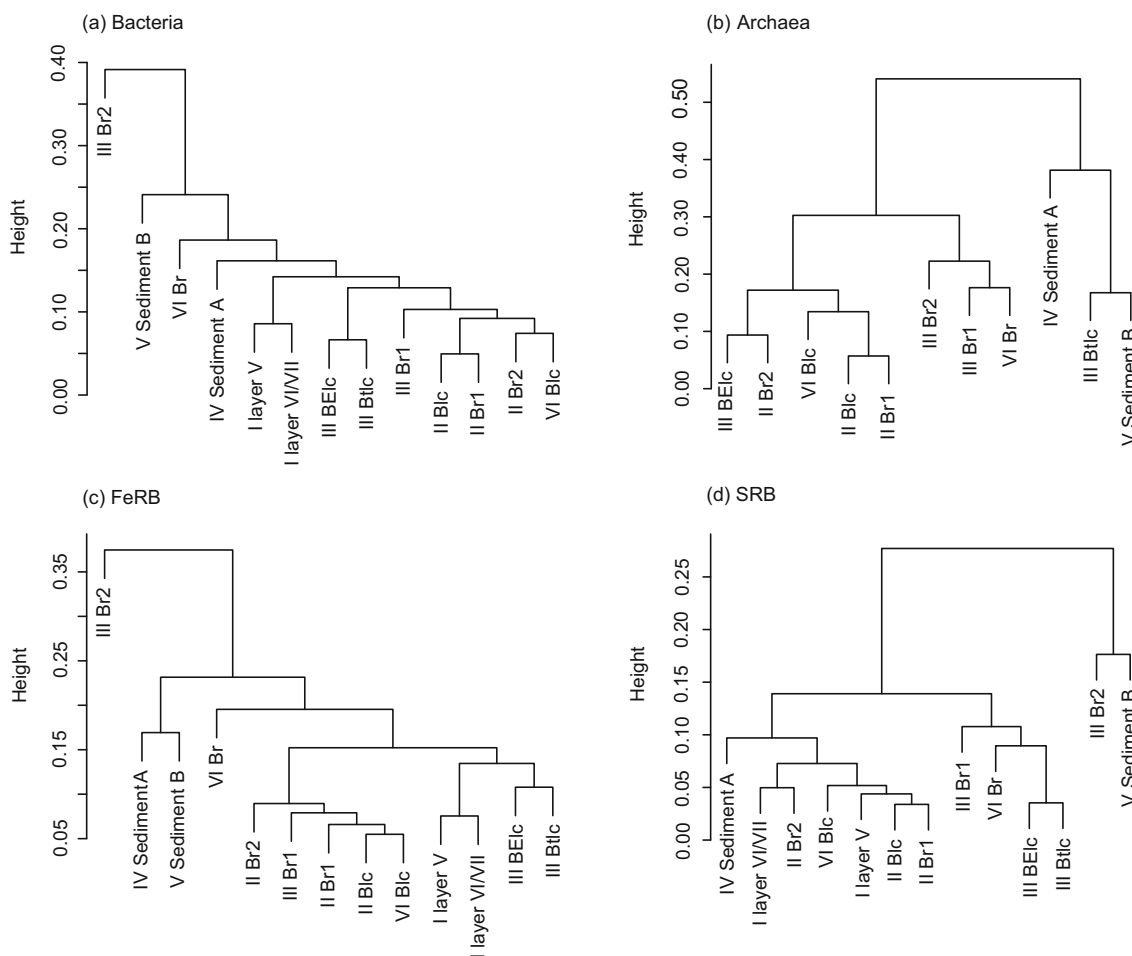 (a) Bacteria
Height
0.40
0.30
0.20
0.10
0.00
III Br2
V Sediment B
VI Br
IV Sediment A
I layer V
I layer VI/VII
III BElc
III Btlc
III Br1
II Blc
II Br1
II Br2
VI Blc
(b) Archaea
Height
0.50
0.40
0.30
0.20
0.10
0.00
III BElc
II Br2
VI Blc
II Blc
II Br1
III Br2
III Br1
VI Br
IV Sediment A
III Btlc
V Sediment B
(c) FeRB
Height
0.35
0.25
0.15
0.05
III Br2
IV Sediment A
V Sediment B
VI Br
II Br2
III Br1
II Br1
II Blc
VI Blc
I layer V
I layer VI/VII
III BElc
III Btlc
(d) SRB
Height
0.25
0.20
0.15
0.10
0.05
0.00
IV Sediment A
I layer VI/VII
II Br2
VI Blc
I layer V
II Blc
II Br1
III Br1
VI Br
III BElc
III Btlc
III Br2
V Sediment B